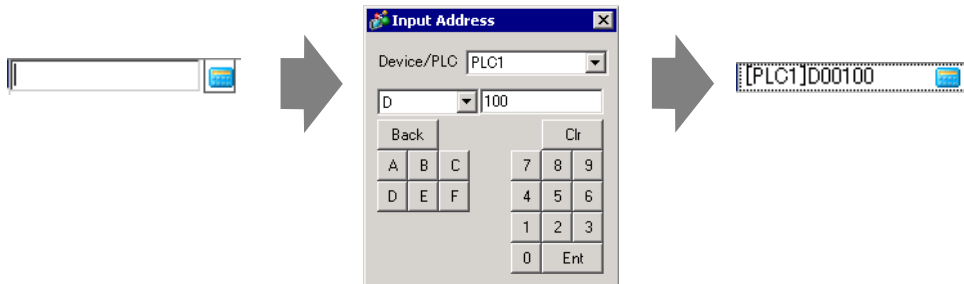 Input Address
Device/PLC PLC1
[PLC1]D00100
D 100
Back Clr
A B C 7 8 9
D E F 4 5 6
1 2 3
0 Ent